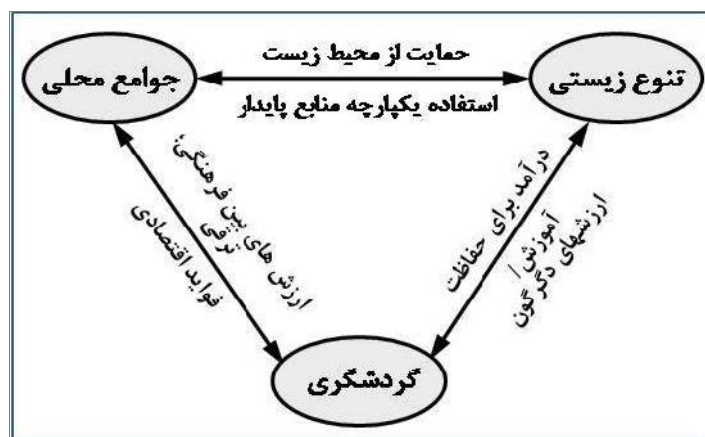 حمایت از محیط زیست
تنوع زیستی
جوامع محلی
استفاده یکپارچه منابع پایدار
درآمد برای حفاظت
آموزش /
ارزشهای دگرگون
ارزش های بین فرهنگی؛
ترقی
فواید اقتصادی
گردشگری